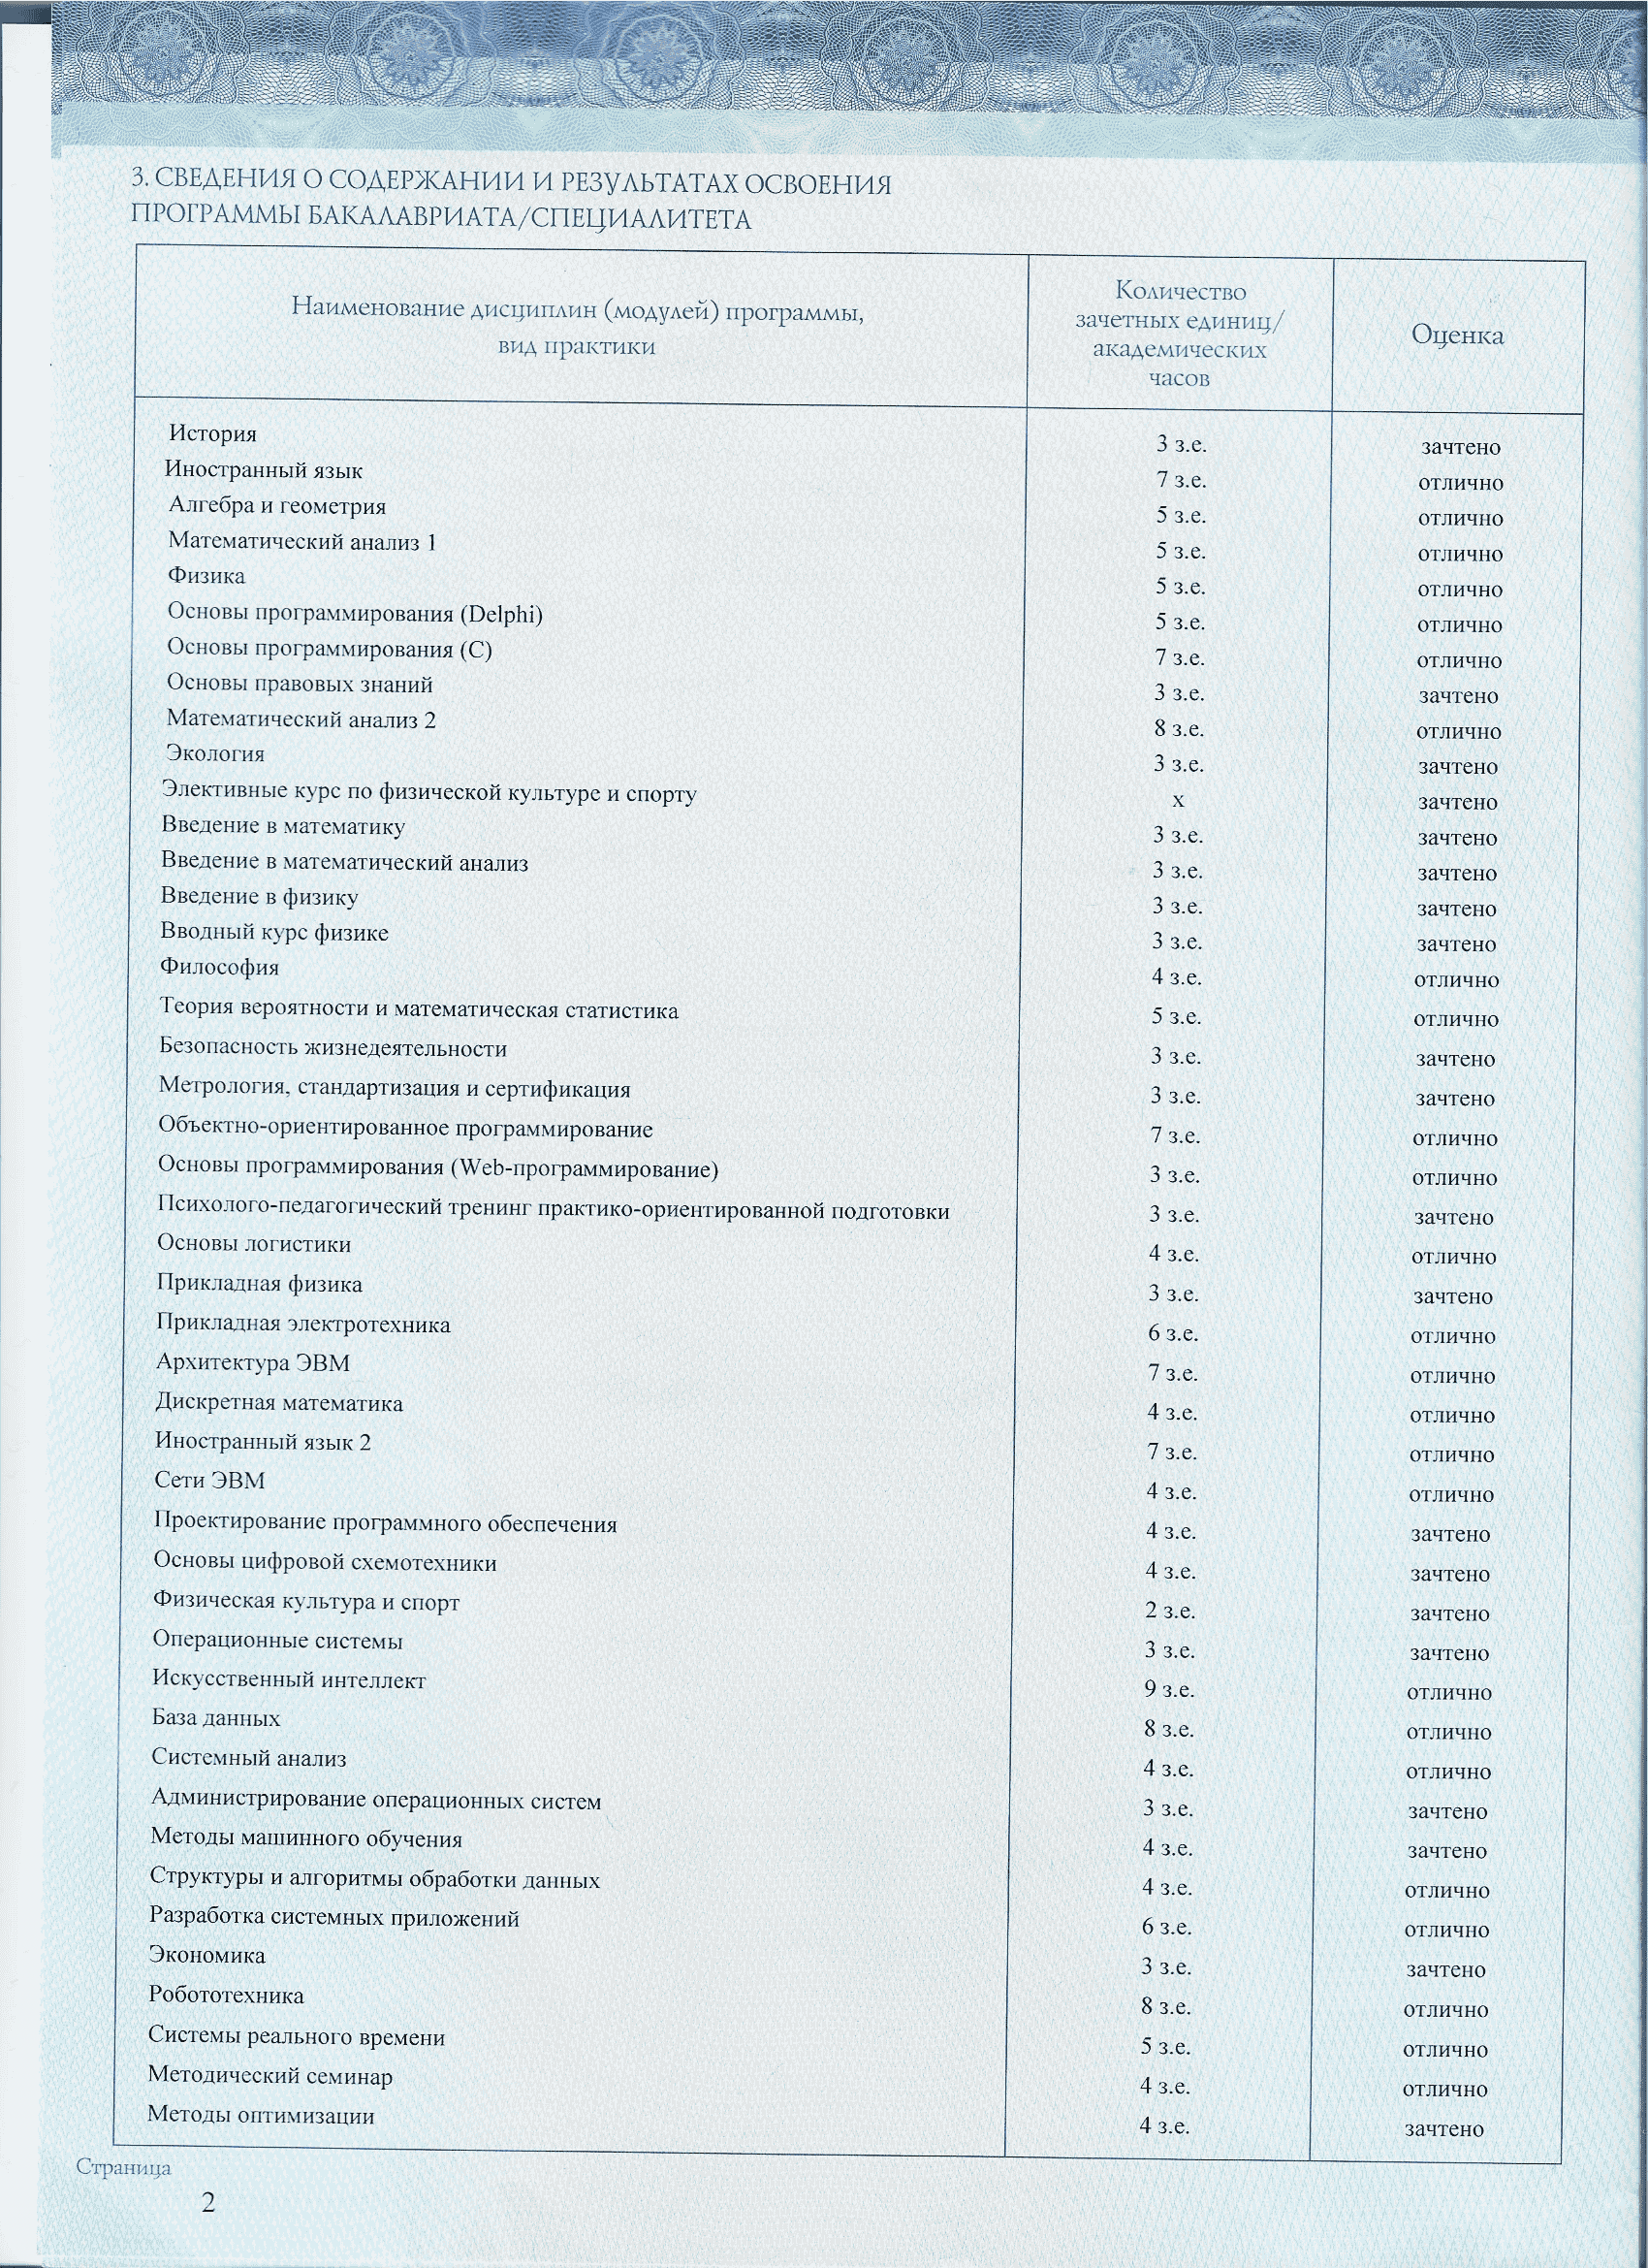 3. СВЕДЕНИЯ О СОДЕРЖАНИИ И РЕЗУЛЬТАТАХ ОСВОЕНИЯ
ПРОГРАММЫ БАКАЛАВРИАТА/СПЕЦИАЛИТЕТА
Наименование дисциплин (модулей) программы,
вид практики
Количество
зачетных единиц/
академических
часов
Оценка
История 3 з.е. зачтено
Иностранный язык 7 з.е. отлично
Алгебра и геометрия 5 з.е. отлично
Математический анализ 1 5 з.е. отлично
Физика 5 з.е. отлично
Основы программирования (Delphi) 5 з.е. отлично
Основы программирования (C) 7 з.е. отлично
Основы правовых знаний 3 з.е. зачтено
Математический анализ 2 8 з.е. отлично
Экология 3 з.е. зачтено
Элективные курс по физической культуре и спорту х зачтено
Введение в математику 3 з.е. зачтено
Введение в математический анализ 3 з.е. зачтено
Введение в физику 3 з.е. зачтено
Вводный курс физике 3 з.е. зачтено
Философия 4 з.е. отлично
Теория вероятности и математическая статистика 5 з.е. отлично
Безопасность жизнедеятельности 3 з.е. зачтено
Метрология, стандартизация и сертификация 3 з.е. зачтено
Объектно-ориентированное программирование 7 з.е. отлично
Основы программирования (Web-программирование) 3 з.е. отлично
Психолого-педагогический тренинг практико-ориентированной подготовки 3 з.е. зачтено
Основы логистики 4 з.е. отлично
Прикладная физика 3 з.е. зачтено
Прикладная электротехника 6 з.е. отлично
Архитектура ЭВМ 7 з.е. отлично
Дискретная математика 4 з.е. отлично
Иностранный язык 2 7 з.е. отлично
Сети ЭВМ 4 з.е. отлично
Проектирование программного обеспечения 4 з.е. зачтено
Основы цифровой схемотехники 4 з.е. зачтено
Физическая культура и спорт 2 з.е. зачтено
Операционные системы 3 з.е. зачтено
Искусственный интеллект 9 з.е. отлично
База данных 8 з.е. отлично
Системный анализ 4 з.е. отлично
Администрирование операционных систем 3 з.е. зачтено
Методы машинного обучения 4 з.е. зачтено
Структуры и алгоритмы обработки данных 4 з.е. отлично
Разработка системных приложений 6 з.е. отлично
Экономика 3 з.е. зачтено
Робототехника 8 з.е. отлично
Системы реального времени 5 з.е. отлично
Методический семинар 4 з.е. отлично
Методы оптимизации 4 з.е. зачтено
Страница
2